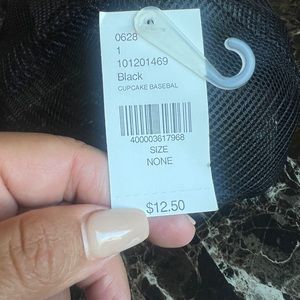 0628
1
101201469
Black
CUPCAKE BASEBAL
400003617968
SIZE
NONE
$12.50